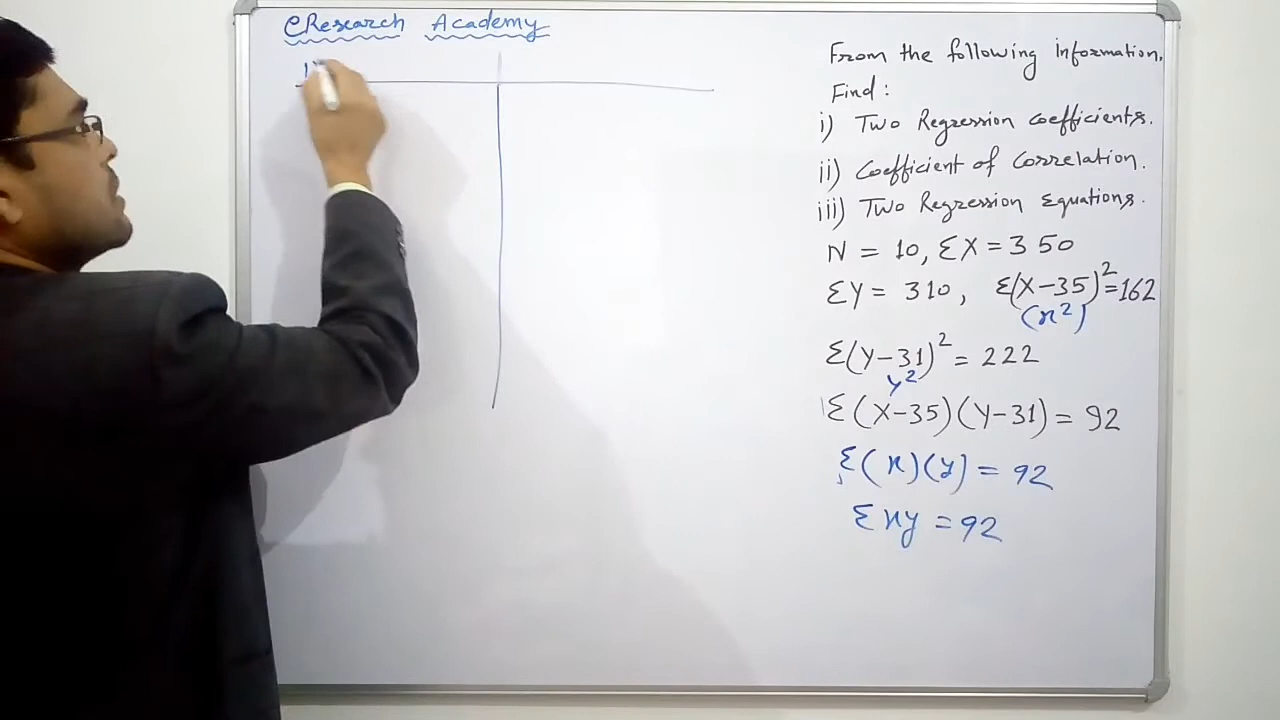 eResearch Academy
From the following information,
Find :
i) Two Regression coefficients.
ii) Coefficient of Correlation.
iii) Two Regression Equations.
N = 10, ΣX = 350
ΣY = 310, Σ(X-35)²=162
(x²)
Σ(Y-31)² = 222
y²
Σ(X-35)(Y-31) = 92
Σ(x)(y) = 92
Σxy = 92